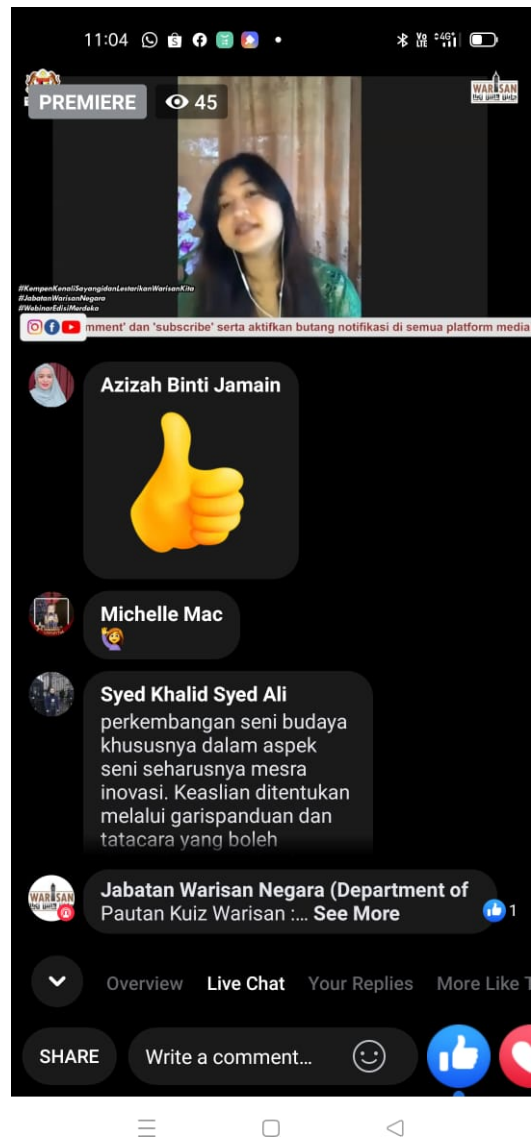 11:04
PREMIERE 45
WARISAN
#KempenKenaliSayangidanLestarikanWarisanKita
#JabatanWarisanNegara
#WebinarEdisiMerdeka
mment' dan 'subscribe' serta aktifkan butang notifikasi di semua platform media
Azizah Binti Jamain
Michelle Mac
Syed Khalid Syed Ali
perkembangan seni budaya
khususnya dalam aspek
seni seharusnya mesra
inovasi. Keaslian ditentukan
melalui garispanduan dan
tatacara yang boleh
WARISAN
Jabatan Warisan Negara (Department of
Pautan Kuiz Warisan :... See More
1
Overview Live Chat Your Replies More Like T
SHARE Write a comment...